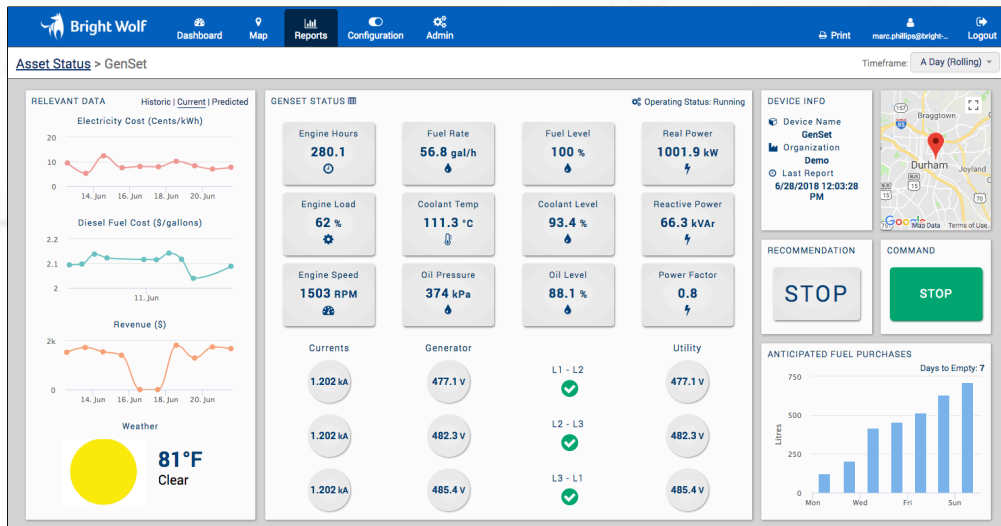 Bright Wolf
Dashboard
Map
Reports
Configuration
Admin
Print
marc.phillips@bright-...
Logout
Asset Status > GenSet
Timeframe: A Day (Rolling)
RELEVANT DATA
Historic | Current | Predicted
Electricity Cost (Cents/kWh)
20
10
0
14. Jun 16. Jun 18. Jun 20. Jun
Diesel Fuel Cost ($/gallons)
2.2
2.1
2
11. Jun
Revenue ($)
2k
0
14. Jun 16. Jun 18. Jun 20. Jun
Weather
81°F
Clear
GENSET STATUS
Operating Status: Running
Engine Hours
280.1
Fuel Rate
56.8 gal/h
Fuel Level
100 %
Real Power
1001.9 kW
Engine Load
62 %
Coolant Temp
111.3 °C
Coolant Level
93.4 %
Reactive Power
66.3 kVAr
Engine Speed
1503 RPM
Oil Pressure
374 kPa
Oil Level
88.1 %
Power Factor
0.8
Currents
Generator
Utility
1.202 kA
477.1 V
L1 - L2
477.1 V
1.202 kA
482.3 V
L2 - L3
482.3 V
1.202 kA
485.4 V
L3 - L1
485.4 V
DEVICE INFO
Device Name
GenSet
Organization
Demo
Last Report
6/28/2018 12:03:28
PM
157
Braggtown
85
Durham
Joyland
BUS
15
BUS
15
70
Google
Map Data
Terms of Use
RECOMMENDATION
STOP
COMMAND
STOP
ANTICIPATED FUEL PURCHASES
Days to Empty: 7
750
500
250
0
Litres
Mon Wed Fri Sun